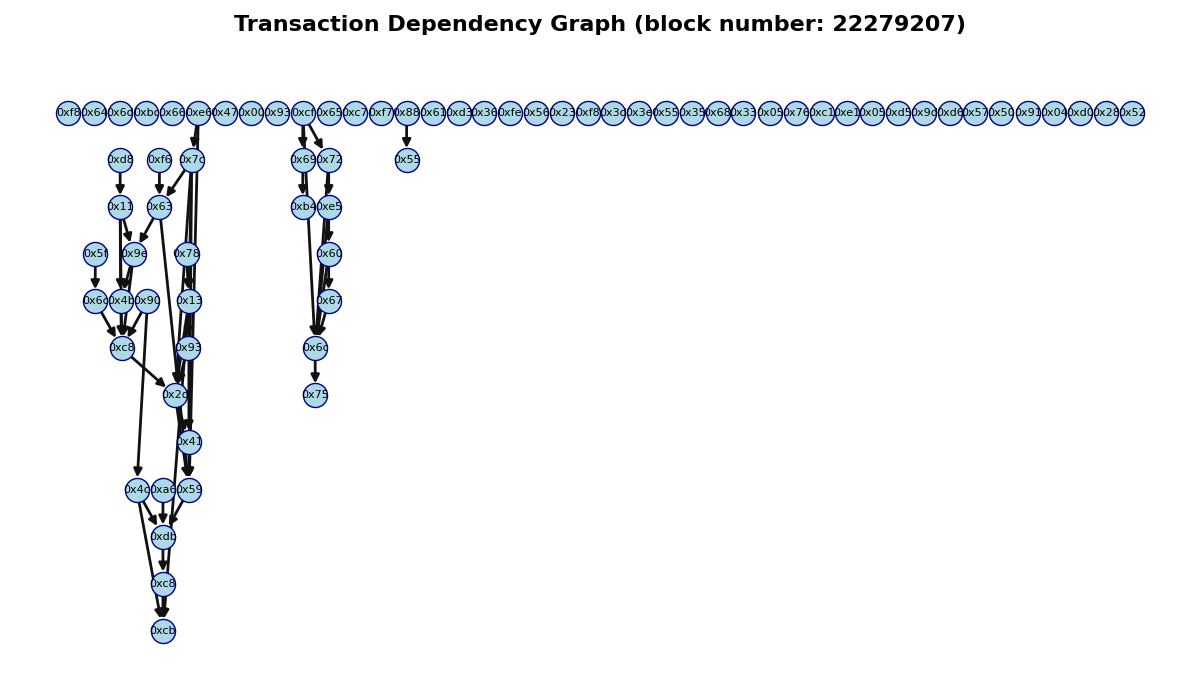 Transaction Dependency Graph (block number: 22279207)
0xf8 0x64 0x6d 0xbd 0x66 0xe6 0x47 0x00 0x93 0xcf 0x65 0xc7 0xf7 0x88 0x61 0xd3 0x36 0xfe 0x56 0x23 0xf8 0x3d 0x3e 0x55 0x35 0x68 0x33 0x05 0x76 0xc1 0xe1 0x05 0xd5 0x9d 0xd6 0x57 0x50 0x91 0x04 0xd0 0x28 0x52
0xd8 0xf6 0x7c 0x69 0x72 0x55
0x11 0x63 0xb4 0xe5
0x5f 0x9e 0x78 0x60
0x6c 0x4b 0x90 0x13 0x67
0xc8 0x93 0x6c
0x2d 0x75
0x41
0x4c 0xa6 0x59
0xdb
0xc8
0xcb